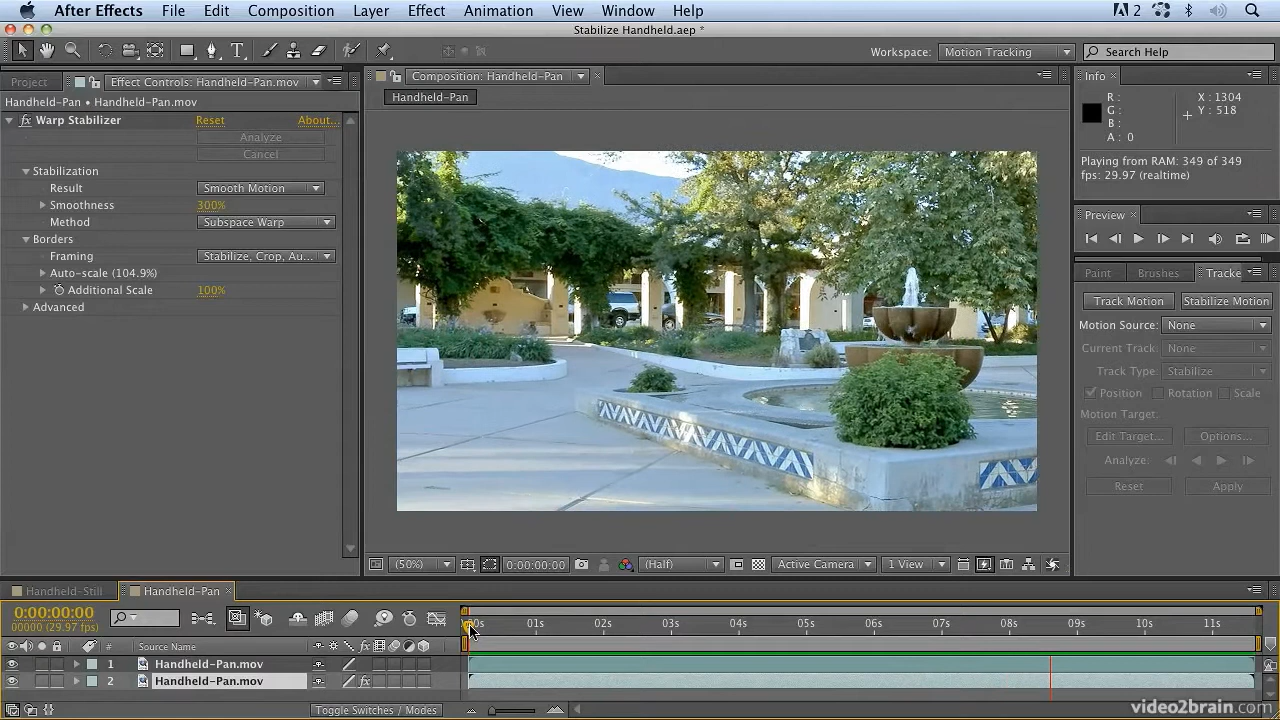 After Effects File Edit Composition Layer Effect Animation View Window Help
2
Stabilize Handheld.aep *
Workspace: Motion Tracking
Search Help
Project
Effect Controls: Handheld-Pan.mov
Handheld-Pan • Handheld-Pan.mov
fx Warp Stabilizer Reset About...
Analyze
Cancel
Stabilization
Result Smooth Motion
Smoothness 300%
Method Subspace Warp
Borders
Framing Stabilize, Crop, Au...
Auto-scale (104.9%)
Additional Scale 100%
Advanced
Composition: Handheld-Pan
Handheld-Pan
(50%) 0:00:00:00 (Half) Active Camera 1 View
Info
R :
G :
B :
A : 0
X : 1304
Y : 518
Playing from RAM: 349 of 349
fps: 29.97 (realtime)
Preview
Paint Brushes Tracke
Track Motion Stabilize Motion
Motion Source: None
Current Track: None
Track Type: Stabilize
Position Rotation Scale
Motion Target:
Edit Target... Options...
Analyze:
Reset Apply
Handheld-Still Handheld-Pan
0:00:00:00
00000 (29.97 fps)
00s 01s 02s 03s 04s 05s 06s 07s 08s 09s 10s 11s
# Source Name fx
1 Handheld-Pan.mov
2 Handheld-Pan.mov fx
Toggle Switches / Modes
video2brain.com